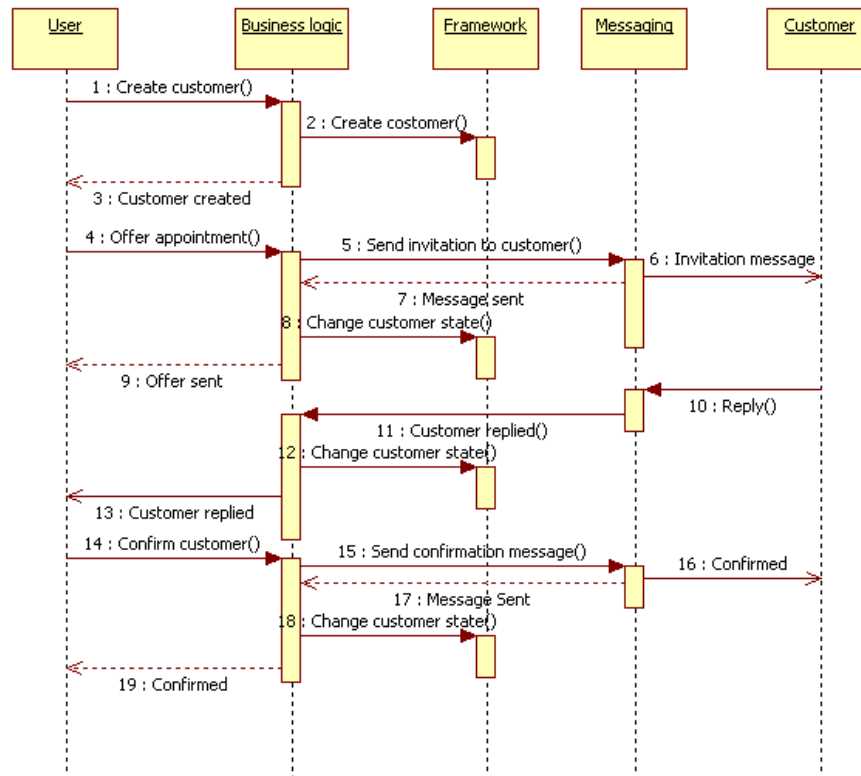 User
Business logic
Framework
Messaging
Customer
1 : Create customer()
2 : Create costomer()
3 : Customer created
4 : Offer appointment()
5 : Send invitation to customer()
6 : Invitation message
7 : Message sent
8 : Change customer state()
9 : Offer sent
10 : Reply()
11 : Customer replied()
12 : Change customer state()
13 : Customer replied
14 : Confirm customer()
15 : Send confirmation message()
16 : Confirmed
17 : Message Sent
18 : Change customer state()
19 : Confirmed